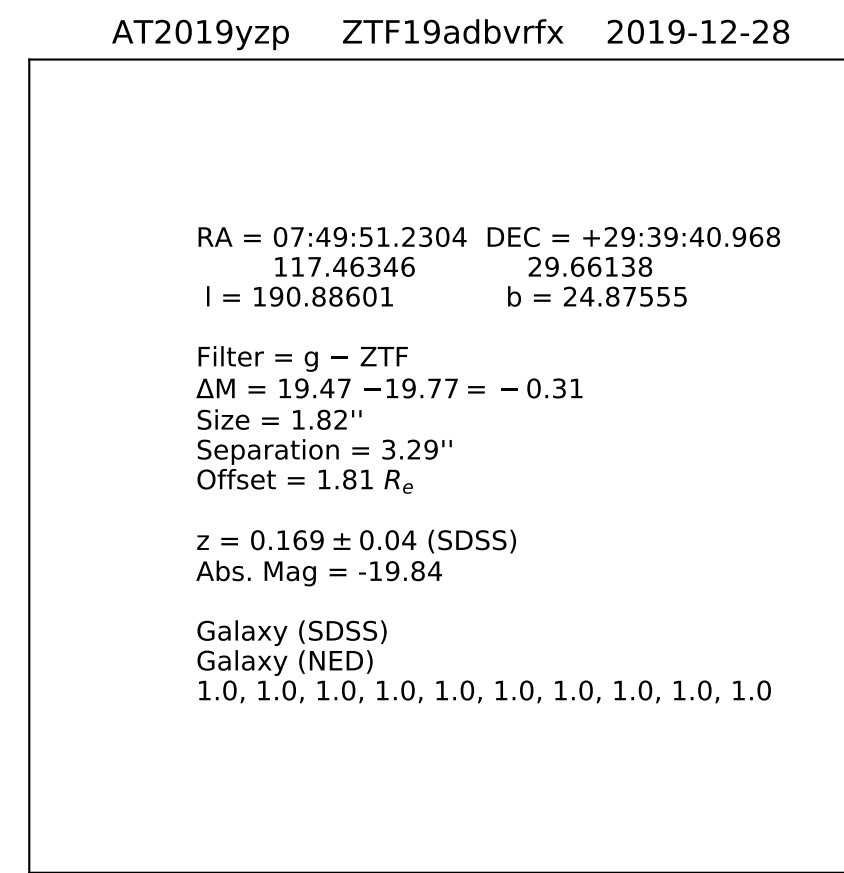 AT2019yzp ZTF19adbvrfx 2019-12-28
RA = 07:49:51.2304 DEC = +29:39:40.968
117.46346 29.66138
l = 190.88601 b = 24.87555
Filter = g − ZTF
ΔM = 19.47 −19.77 = − 0.31
Size = 1.82''
Separation = 3.29''
Offset = 1.81 Rₑ
z = 0.169 ± 0.04 (SDSS)
Abs. Mag = -19.84
Galaxy (SDSS)
Galaxy (NED)
1.0, 1.0, 1.0, 1.0, 1.0, 1.0, 1.0, 1.0, 1.0, 1.0